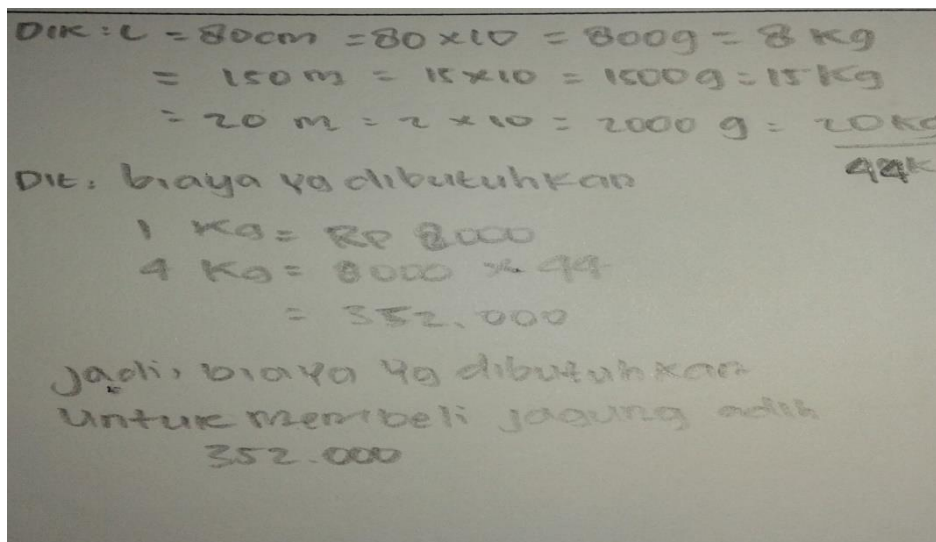 DIK : L = 80cm = 80 x 10 = 800g = 8 Kg
= 150 m = 15 x 10 = 1500 g = 15 Kg
= 20 m = 2 x 10 = 2000 g = 20 KG
44K
Dit : biaya yg dibutuhkan
1 KG = RP 8000
4 KG = 8000 x 44
= 352.000
Jadi, biaya yg dibutuhkan
untuk membeli jagung adlh
352.000